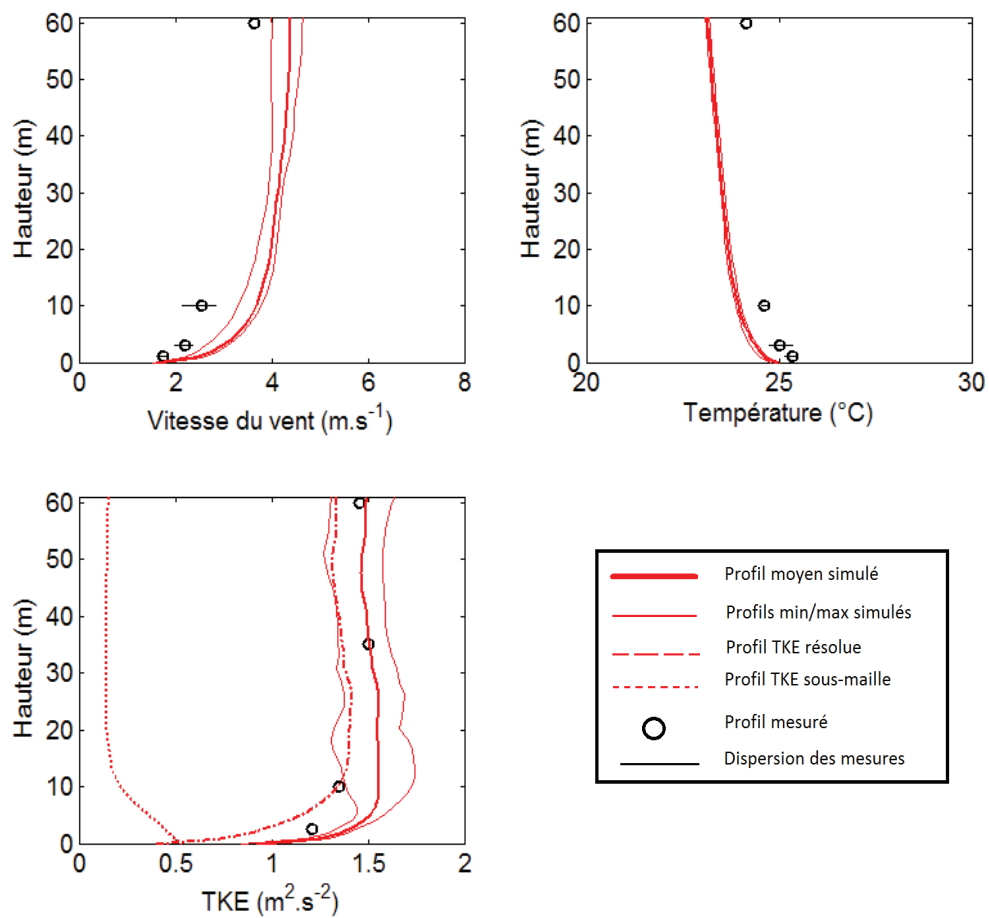 60
50
40
30
20
10
0
Hauteur (m)
0
2
4
6
8
Vitesse du vent (m.s⁻¹)
60
50
40
30
20
10
0
Hauteur (m)
20
25
30
Température (°C)
60
50
40
30
20
10
0
Hauteur (m)
0
0.5
1
1.5
2
TKE (m².s⁻²)
Profil moyen simulé
Profils min/max simulés
Profil TKE résolue
Profil TKE sous-maille
Profil mesuré
Dispersion des mesures